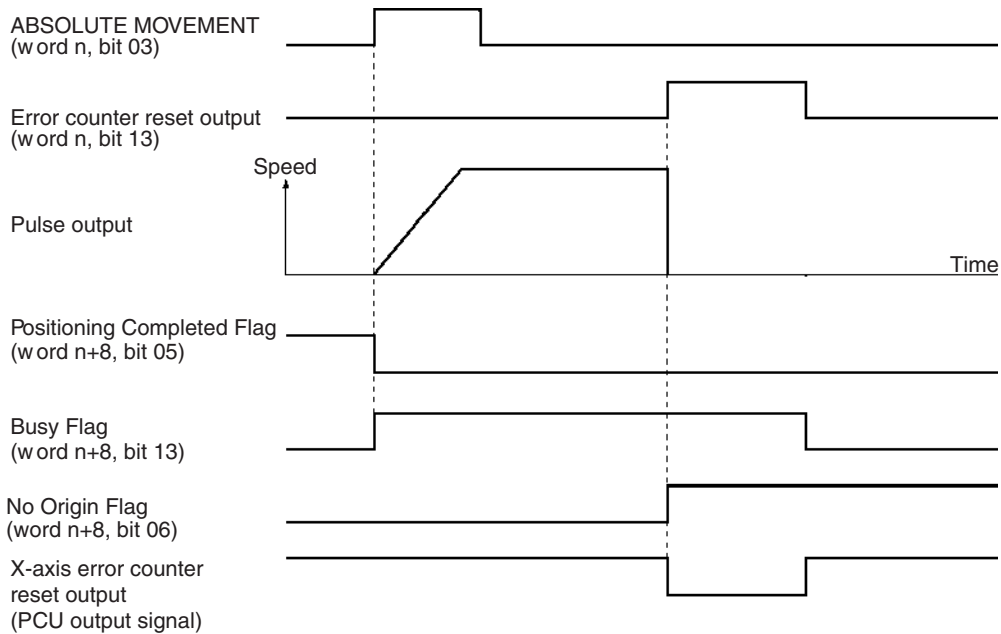 ABSOLUTE MOVEMENT
(word n, bit 03)
Error counter reset output
(word n, bit 13)
Speed
Pulse output
Time
Positioning Completed Flag
(word n+8, bit 05)
Busy Flag
(word n+8, bit 13)
No Origin Flag
(word n+8, bit 06)
X-axis error counter
reset output
(PCU output signal)